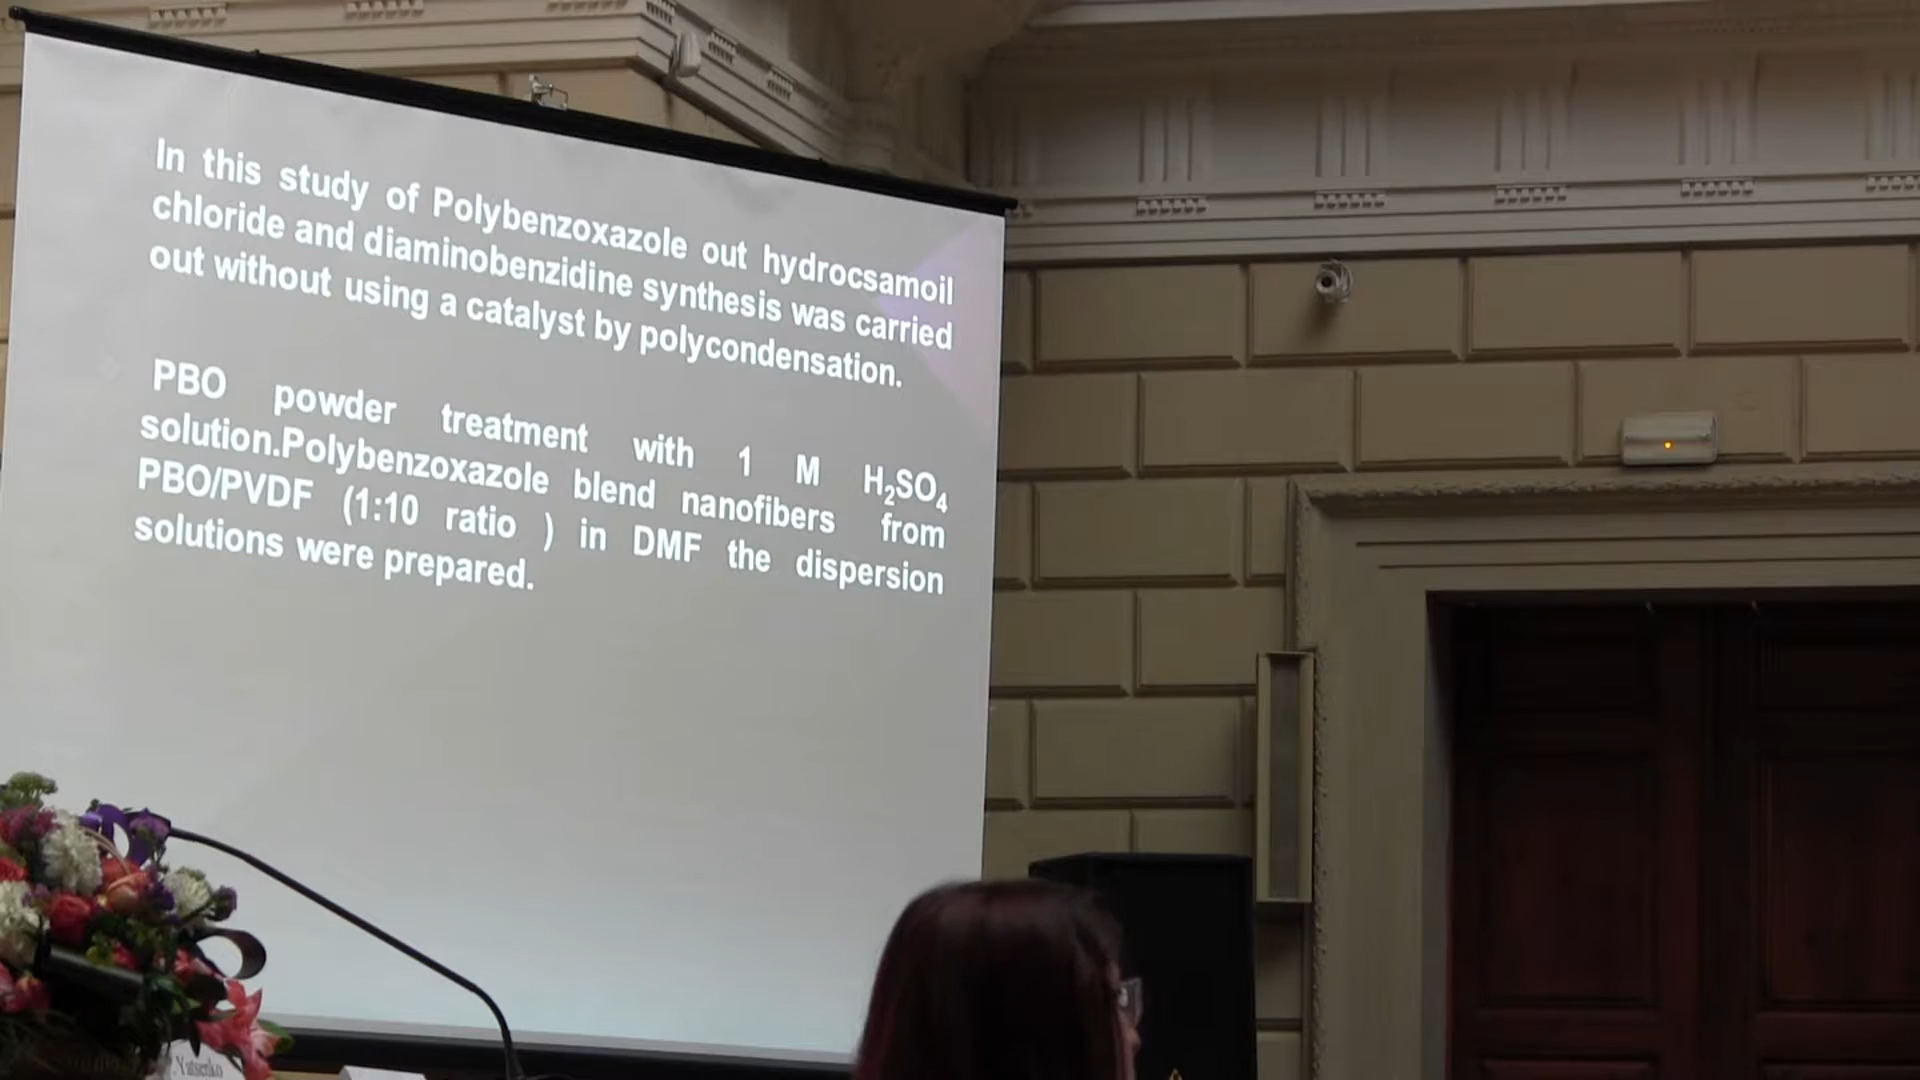 In this study of Polybenzoxazole out hydrocsamoil
chloride and diaminobenzidine synthesis was carried
out without using a catalyst by polycondensation.
PBO powder treatment with 1 M H₂SO₄
solution.Polybenzoxazole blend nanofibers from
PBO/PVDF (1:10 ratio ) in DMF the dispersion
solutions were prepared.
Yatsenko